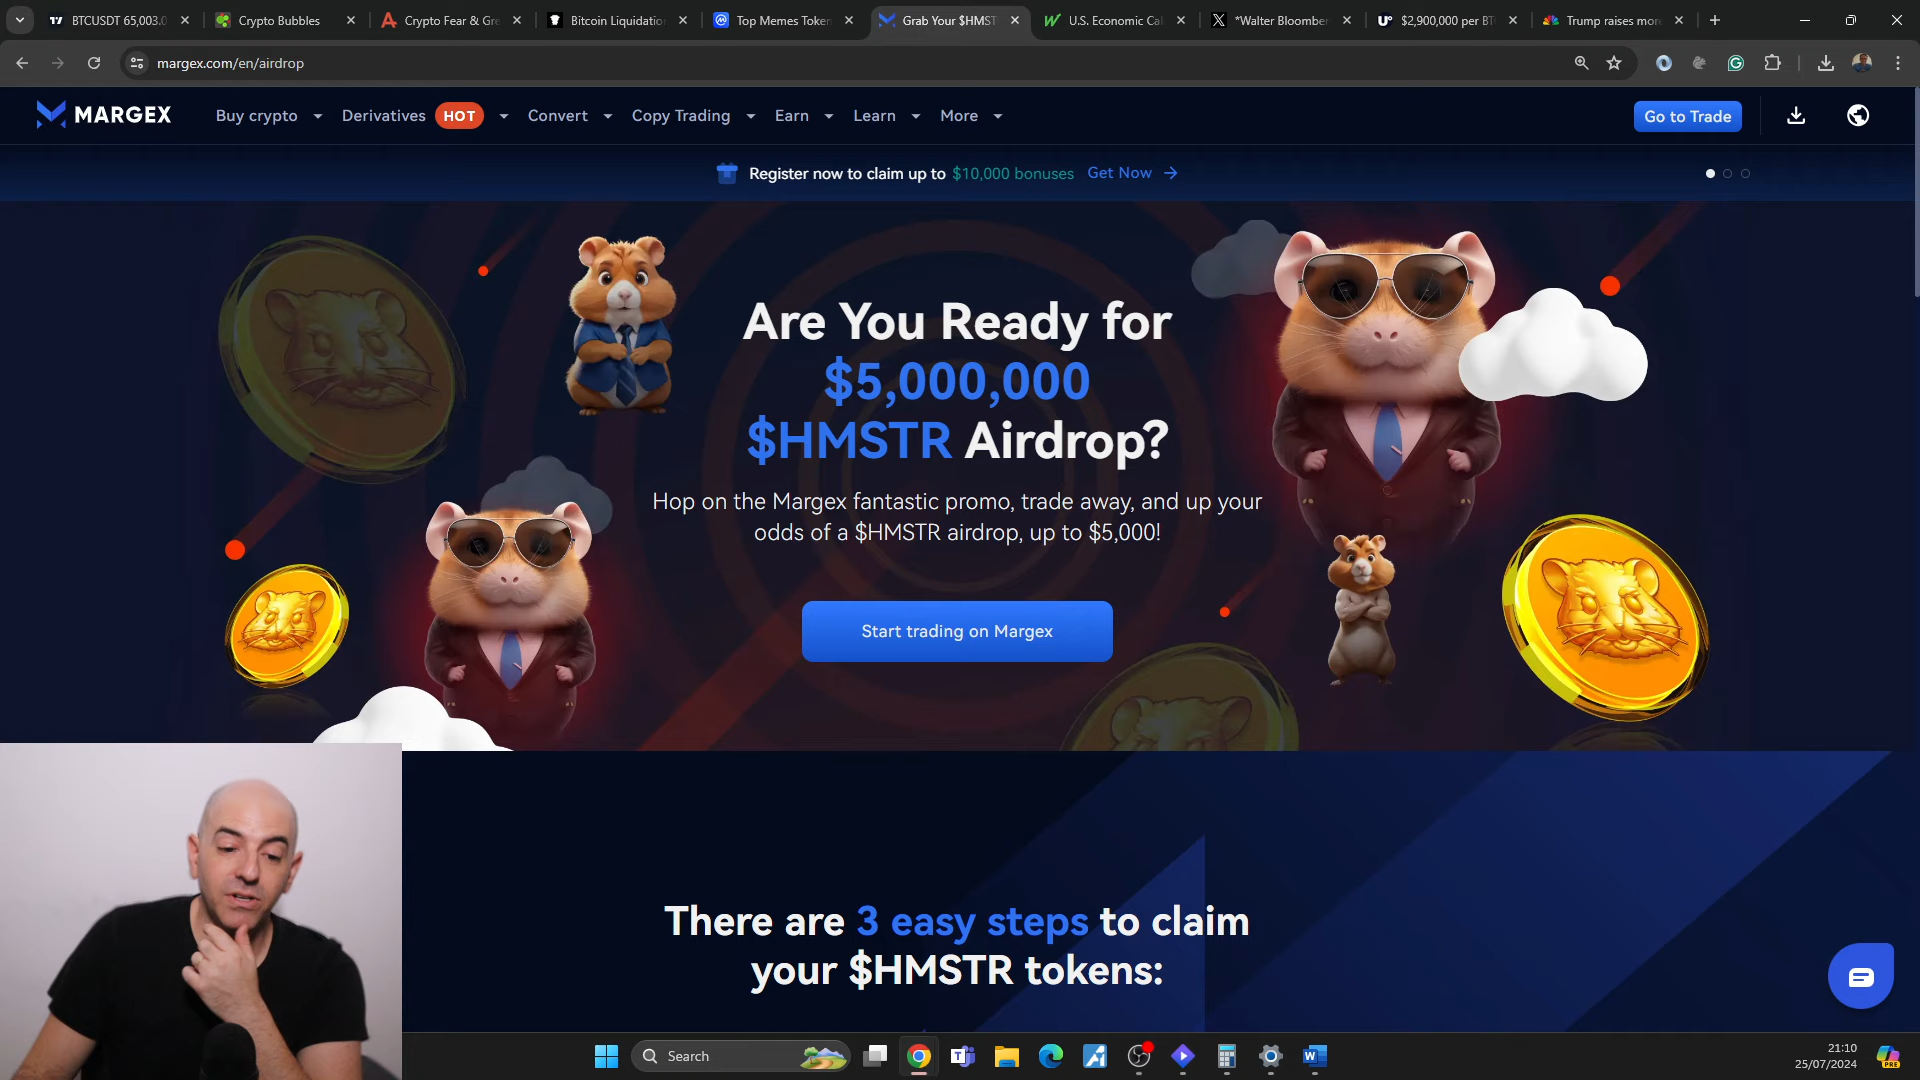 BTCUSDT 65,003.0
Crypto Bubbles
Crypto Fear & Gre
Bitcoin Liquidation
Top Memes Token
Grab Your $HMST
U.S. Economic Cal
*Walter Bloomber
$2,900,000 per BT
Trump raises more
margex.com/en/airdrop
MARGEX
Buy crypto
Derivatives HOT
Convert
Copy Trading
Earn
Learn
More
Go to Trade
Register now to claim up to $10,000 bonuses Get Now
Are You Ready for
$5,000,000
$HMSTR Airdrop?
Hop on the Margex fantastic promo, trade away, and up your
odds of a $HMSTR airdrop, up to $5,000!
Start trading on Margex
There are 3 easy steps to claim
your $HMSTR tokens:
Search
21:10
25/07/2024